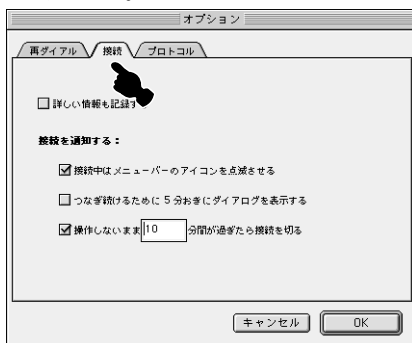 オプション
再ダイアル 接続 プロトコル
詳しい情報も記録す
接続を通知する：
接続中はメニューバーのアイコンを点滅させる
つなぎ続けるために 5 分おきにダイアログを表示する
操作しないまま 10 分間が過ぎたら接続を切る
キャンセル OK